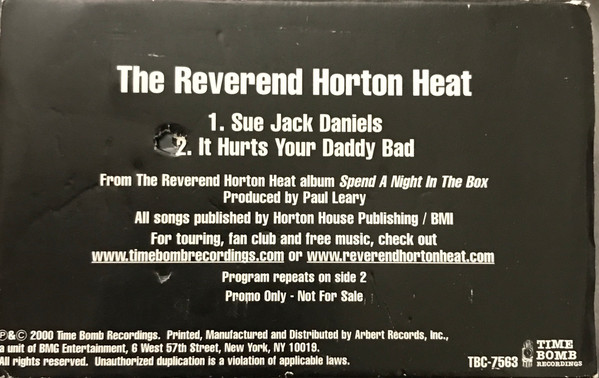 The Reverend Horton Heat
1. Sue Jack Daniels
2. It Hurts Your Daddy Bad
From The Reverend Horton Heat album Spend A Night In The Box
Produced by Paul Leary
All songs published by Horton House Publishing / BMI
For touring, fan club and free music, check out
www.timebombrecordings.com or www.reverendhortonheat.com
Program repeats on side 2
Promo Only - Not For Sale
℗&© 2000 Time Bomb Recordings. Printed, Manufactured and Distributed by Arbert Records, Inc.,
a unit of BMG Entertainment, 6 West 57th Street, New York, NY 10019.
All rights reserved. Unauthorized duplication is a violation of applicable laws.
TBC-7563
TIME
BOMB
RECORDINGS